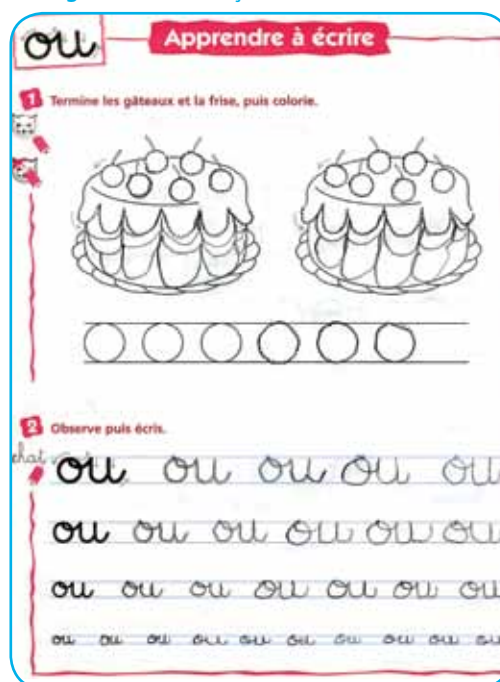 ou Apprendre à écrire
1 Termine les gâteaux et la frise, puis colorie.
2 Observe puis écris.
chat
ou ou ou ou ou
ou ou ou ou ou ou
ou ou ou ou ou ou ou
ou ou ou ou ou ou ou ou ou ou